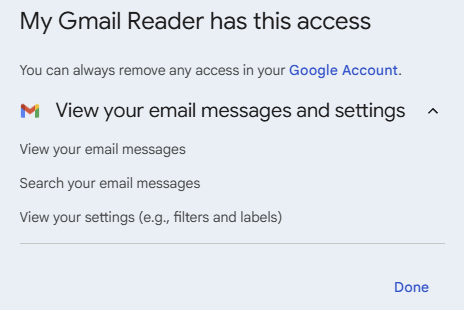 My Gmail Reader has this access
You can always remove any access in your Google Account.
View your email messages and settings
View your email messages
Search your email messages
View your settings (e.g., filters and labels)
Done